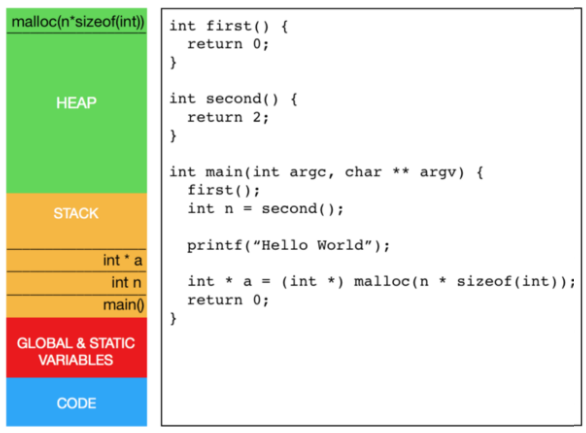 malloc(n*sizeof(int))
HEAP
STACK
int * a
int n
main()
GLOBAL & STATIC
VARIABLES
CODE
int first() {
  return 0;
}

int second() {
  return 2;
}

int main(int argc, char ** argv) {
  first();
  int n = second();

  printf(“Hello World”);

  int * a = (int *) malloc(n * sizeof(int));
  return 0;
}